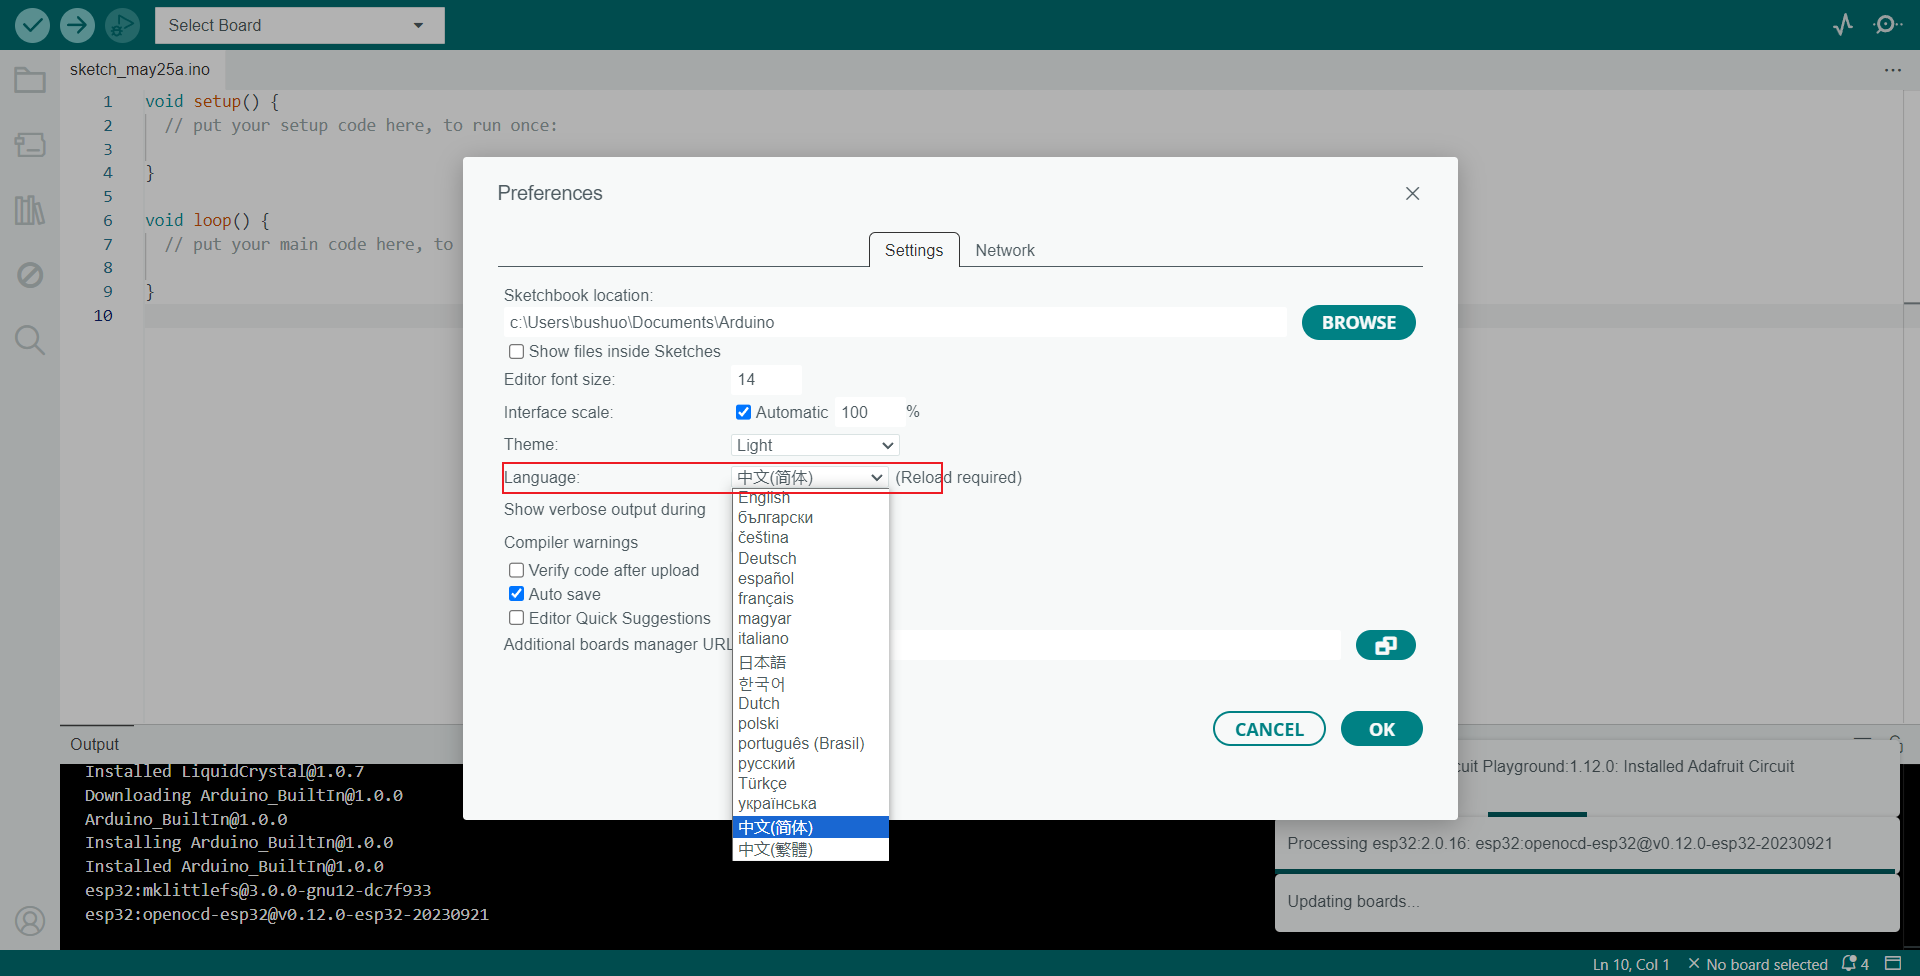 Select Board
sketch_may25a.ino
1 void setup() {
2 // put your setup code here, to run once:
3
4 }
5
6 void loop() {
7 // put your main code here, to
8
9 }
10
Preferences
Settings Network
Sketchbook location:
c:\Users\bushuo\Documents\Arduino BROWSE
Show files inside Sketches
Editor font size: 14
Interface scale: Automatic 100 %
Theme: Light
Language: 中文(简体) (Reload required)
English
Show verbose output during
български
čeština
Compiler warnings
Deutsch
Verify code after upload
español
Auto save
français
Editor Quick Suggestions
magyar
italiano
Additional boards manager URL
日本語
한국어
Dutch
polski
português (Brasil)
русский
Türkçe
українська
中文(简体)
中文(繁體)
CANCEL OK
Output
Installed LiquidCrystal@1.0.7
Downloading Arduino_BuiltIn@1.0.0
Arduino_BuiltIn@1.0.0
Installing Arduino_BuiltIn@1.0.0
Installed Arduino_BuiltIn@1.0.0
esp32:mklittlefs@3.0.0-gnu12-dc7f933
esp32:openocd-esp32@v0.12.0-esp32-20230921
cuit Playground:1.12.0: Installed Adafruit Circuit
Processing esp32:2.0.16: esp32:openocd-esp32@v0.12.0-esp32-20230921
Updating boards...
Ln 10, Col 1 No board selected 4